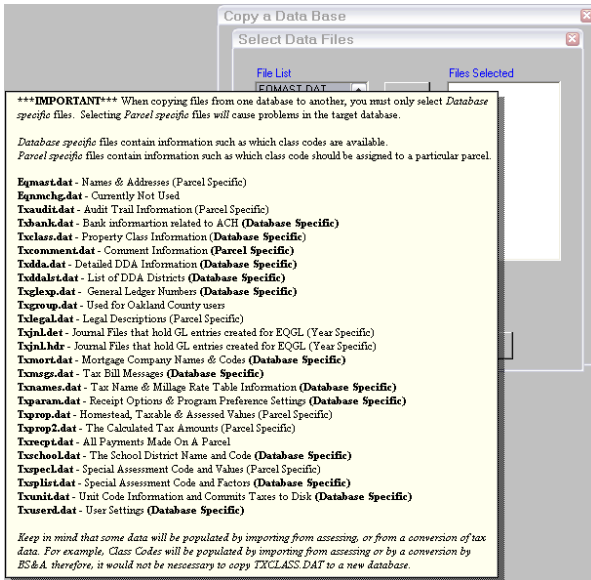 Copy a Data Base
Select Data Files
File List
Files Selected
EQMAST.DAT
***IMPORTANT*** When copying files from one database to another, you must only select Database
specific files. Selecting Parcel specific files will cause problems in the target database.
Database specific files contain information such as which class codes are available.
Parcel specific files contain information such as which class code should be assigned to a particular parcel.
Eqmast.dat - Names & Addresses (Parcel Specific)
Eqnmchg.dat - Currently Not Used
Txaudit.dat - Audit Trail Information (Parcel Specific)
Txbank.dat - Bank informartion related to ACH (Database Specific)
Txclass.dat - Property Class Information (Database Specific)
Txcomment.dat - Comment Information (Parcel Specific)
Txdda.dat - Detailed DDA Information (Database Specific)
Txddalst.dat - List of DDA Districts (Database Specific)
Txglexp.dat - General Ledger Numbers (Database Specific)
Txgroup.dat - Used for Oakland County users
Txlegal.dat - Legal Descriptions (Parcel Specific)
Txjnl.det - Journal Files that hold GL entries created for EQGL (Year Specific)
Txjnl.hdr - Journal Files that hold GL entries created for EQGL (Year Specific)
Txmort.dat - Mortgage Company Names & Codes (Database Specific)
Txmsgs.dat - Tax Bill Messages (Database Specific)
Txnames.dat - Tax Name & Millage Rate Table Information (Database Specific)
Txparam.dat - Receipt Options & Program Preference Settings (Database Specific)
Txprop.dat - Homestead, Taxable & Assessed Values (Parcel Specific)
Txprop2.dat - The Calculated Tax Amounts (Parcel Specific)
Txrecpt.dat - All Payments Made On A Parcel
Txschool.dat - The School District Name and Code (Database Specific)
Txspecl.dat - Special Assessment Code and Values (Parcel Specific)
Txsplist.dat - Special Assessment Code and Factors (Database Specific)
Txunit.dat - Unit Code Information and Commits Taxes to Disk (Database Specific)
Txuserd.dat - User Settings (Database Specific)
Keep in mind that some data will be populated by importing from assessing, or from a conversion of tax
data. For example, Class Codes will be populated by importing from assessing or by a conversion by
BS&A. therefore, it would not be nescessary to copy TXCLASS.DAT to a new database.